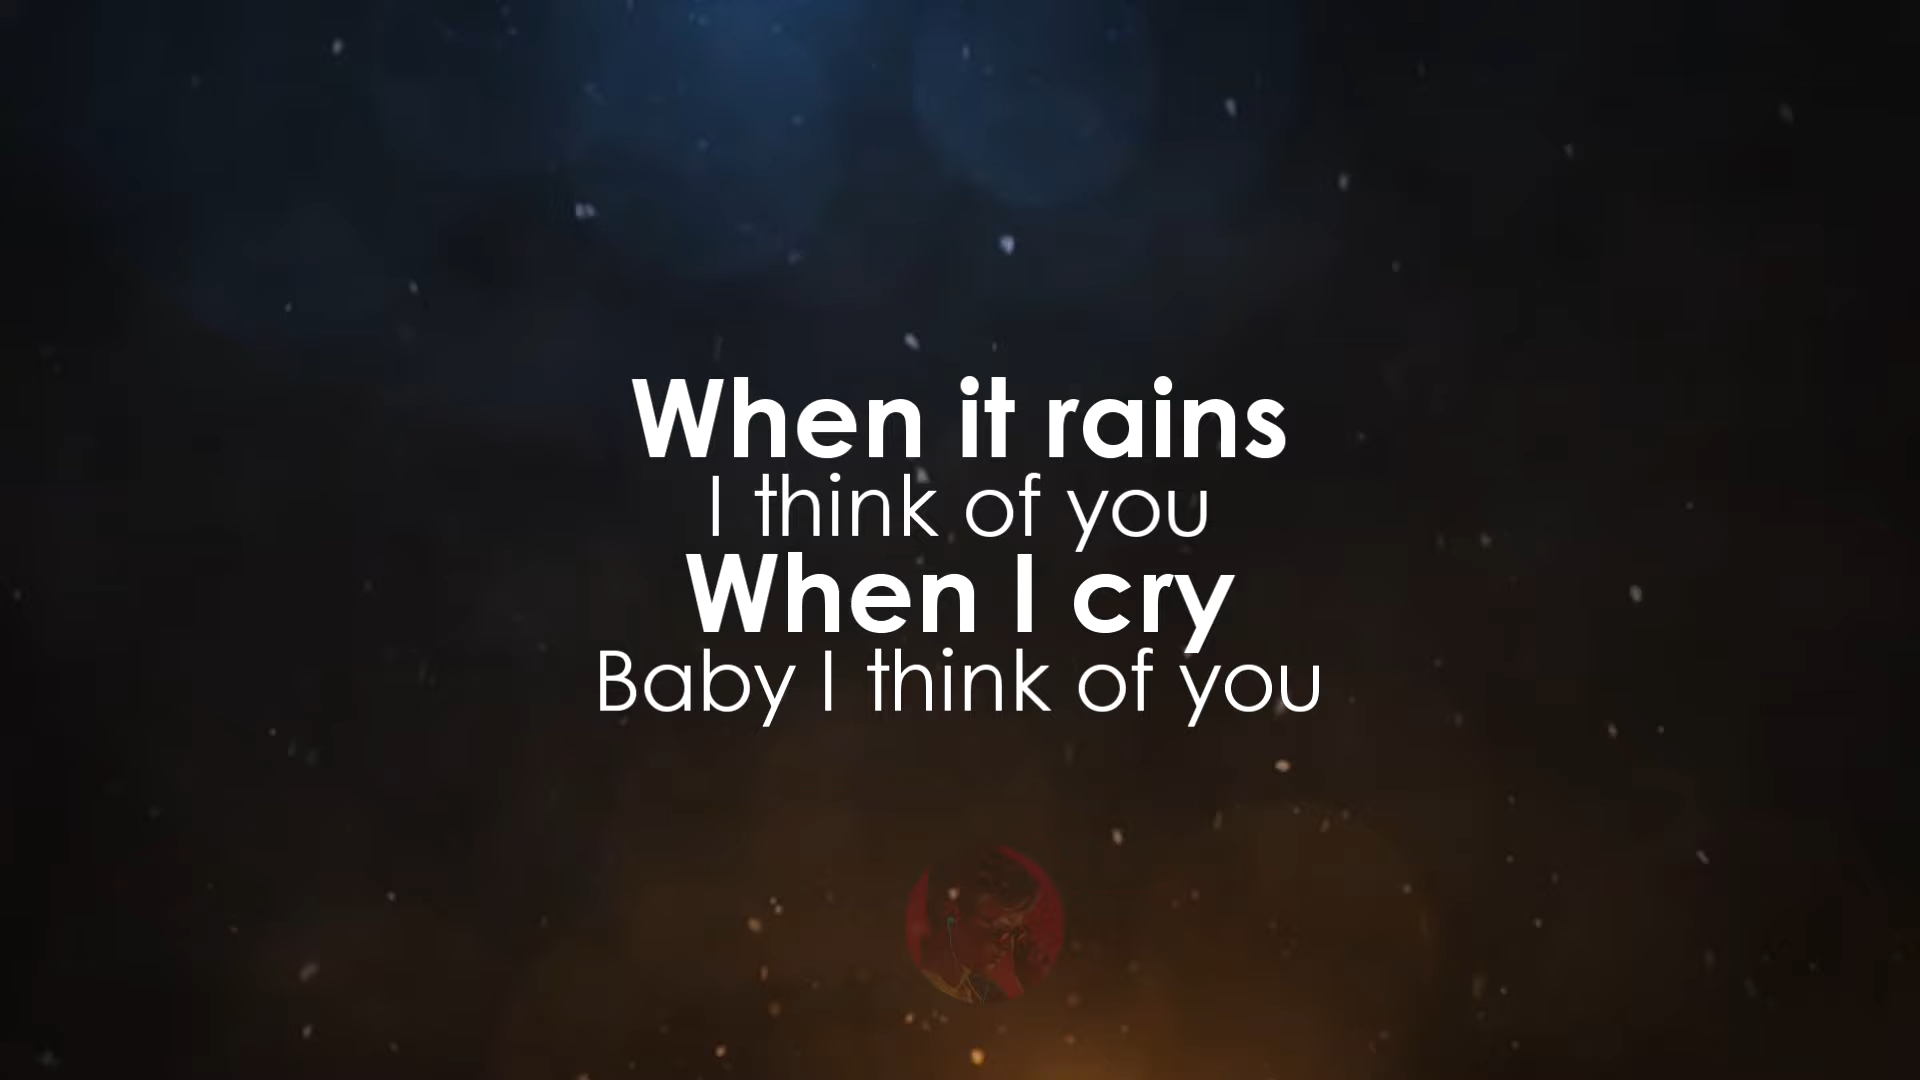 When it rains
I think of you
When I cry
Baby I think of you